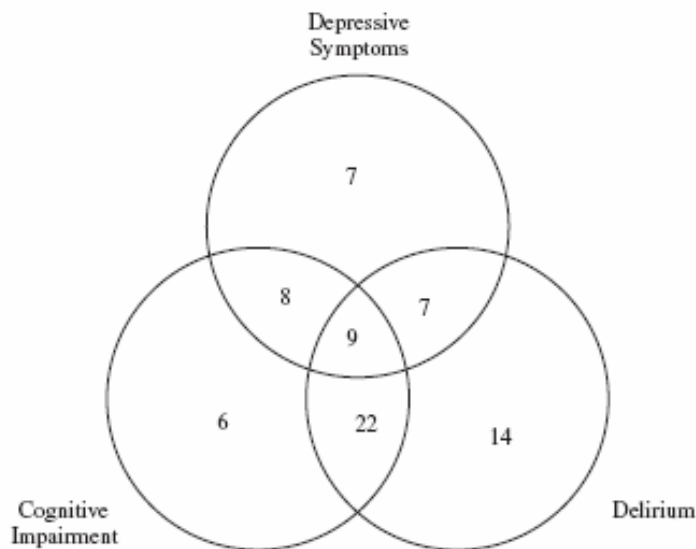 Depressive
Symptoms
7
8
7
9
6
22
14
Cognitive
Impairment
Delirium